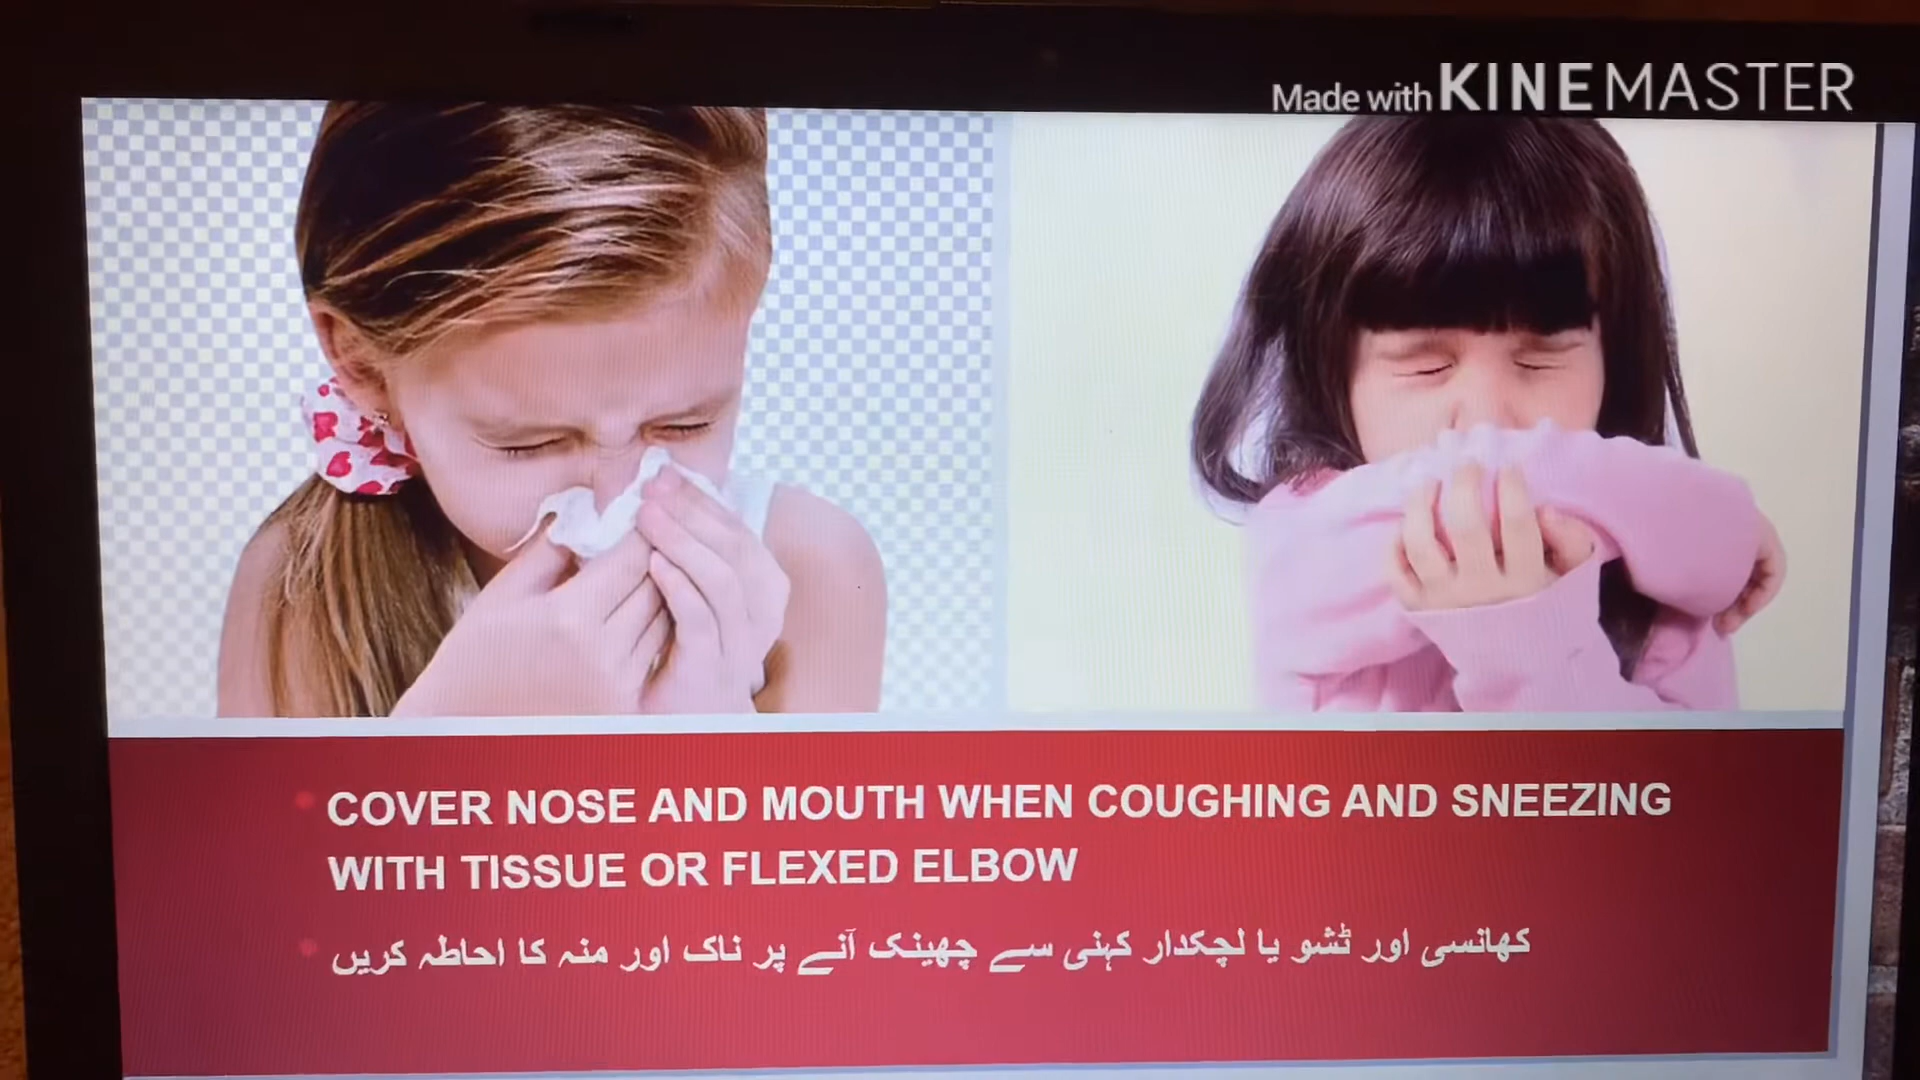 Made with KINEMASTER
COVER NOSE AND MOUTH WHEN COUGHING AND SNEEZING
WITH TISSUE OR FLEXED ELBOW
کھانسی اور ٹشو یا لچکدار کہنی سے چھینک آنے پر ناک اور منہ کا احاطہ کریں